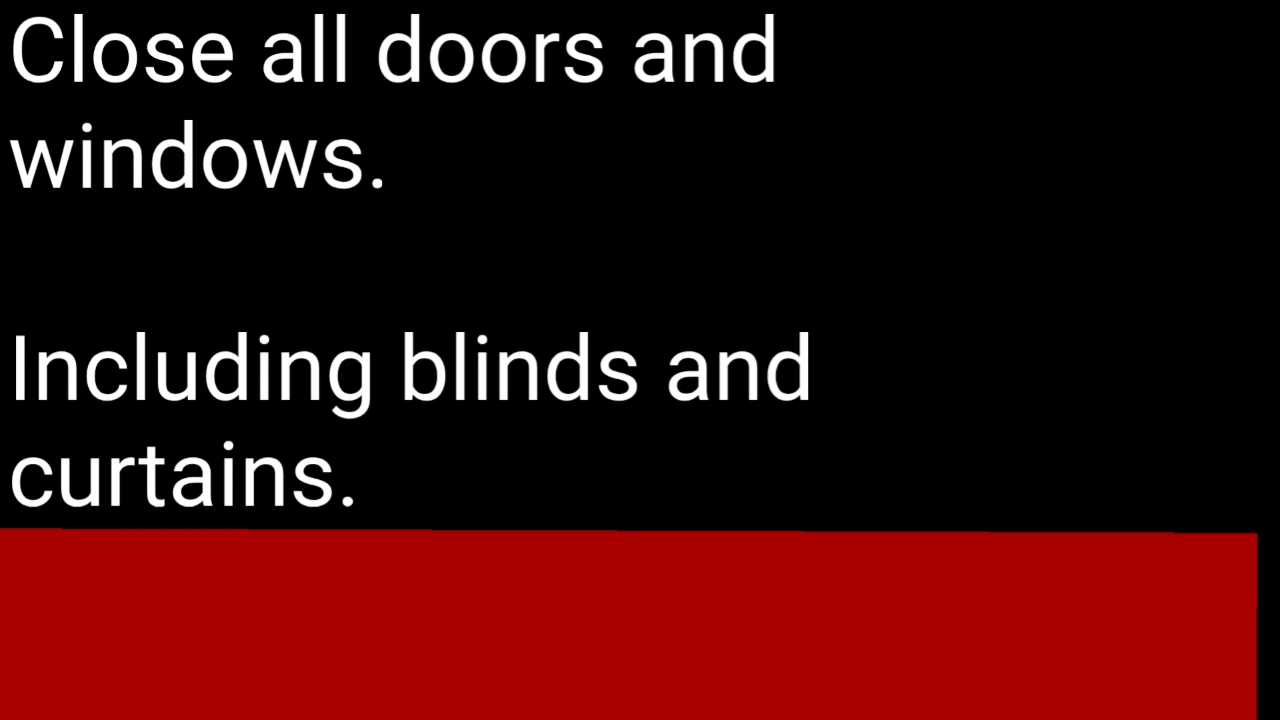 Close all doors and
windows.
Including blinds and
curtains.